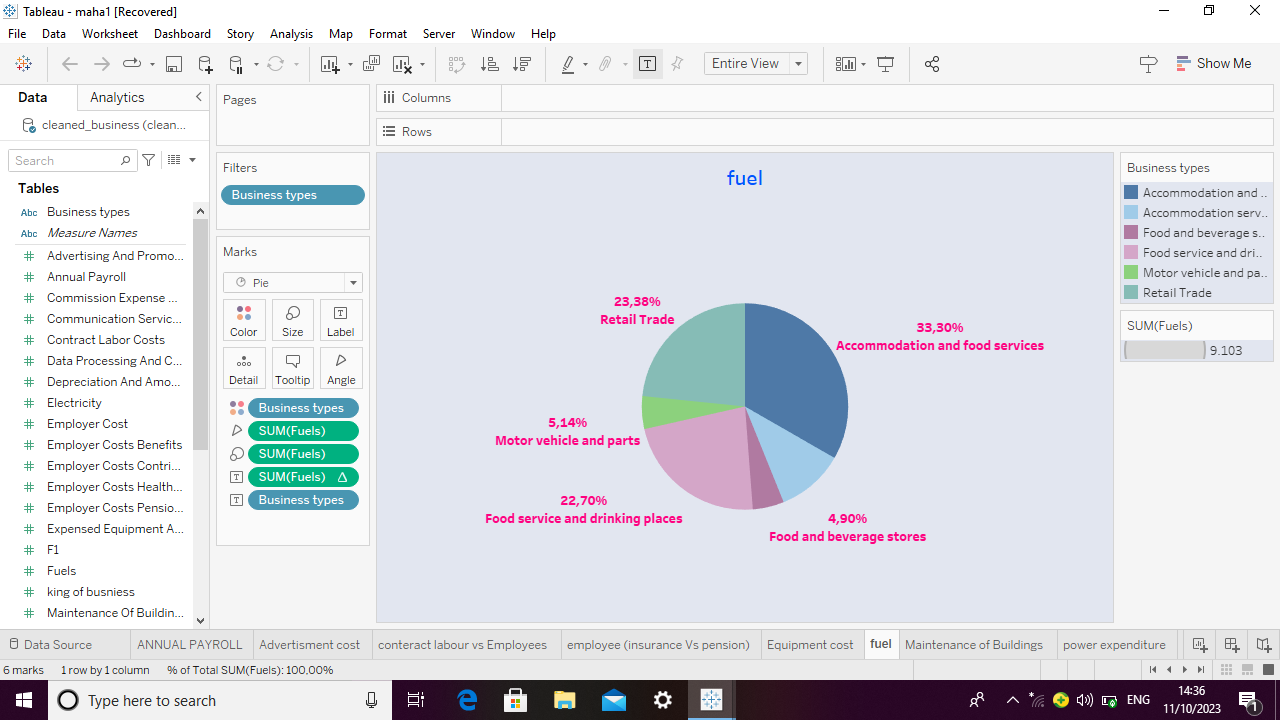 Tableau - maha1 [Recovered]
File Data Worksheet Dashboard Story Analysis Map Format Server Window Help
Entire View
Show Me
Data Analytics
cleaned_business (clean...
Search
Tables
Abc Business types
Abc Measure Names
Advertising And Promo...
Annual Payroll
Commission Expense ...
Communication Servic...
Contract Labor Costs
Data Processing And C...
Depreciation And Amo...
Electricity
Employer Cost
Employer Costs Benefits
Employer Costs Contri...
Employer Costs Health...
Employer Costs Pensio...
Expensed Equipment A...
F1
Fuels
king of busniess
Maintenance Of Buildin...
Pages
Filters
Business types
Marks
Pie
Color Size Label
Detail Tooltip Angle
Business types
SUM(Fuels)
SUM(Fuels)
SUM(Fuels)
Business types
Columns
Rows
fuel
23,38%
Retail Trade
33,30%
Accommodation and food services
5,14%
Motor vehicle and parts
22,70%
Food service and drinking places
4,90%
Food and beverage stores
Business types
Accommodation and ..
Accommodation serv..
Food and beverage s..
Food service and dri..
Motor vehicle and pa..
Retail Trade
SUM(Fuels)
9.103
Data Source ANNUAL PAYROLL Advertisment cost conteract labour vs Employees employee (insurance Vs pension) Equipment cost fuel Maintenance of Buildings power expenditure
6 marks 1 row by 1 column % of Total SUM(Fuels): 100,00%
Type here to search
ENG
14:36
11/10/2023
1